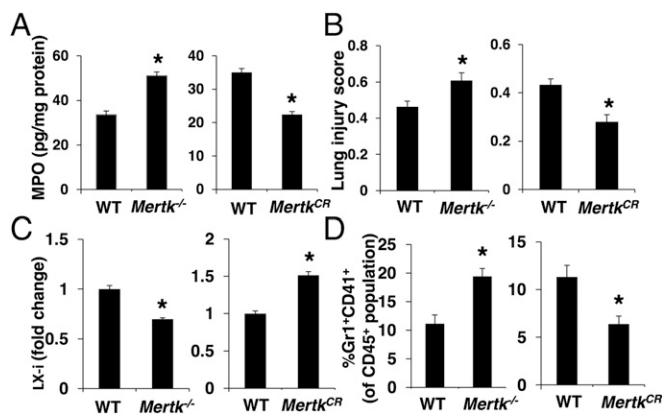 A
MPO (pg/mg protein)
60
40
20
0
*
WT Mertk-/-
40
30
20
10
0
*
WT MertkCR
B
Lung injury score
0.8
0.6
0.4
0.2
0
*
WT Mertk-/-
0.6
0.4
0.2
0
*
WT MertkCR
C
LX-i (fold change)
1.5
1
0.5
0
*
WT Mertk-/-
2
1.5
1
0.5
0
*
WT MertkCR
D
%Gr1+CD41+
(of CD45+ population)
25
20
15
10
5
0
*
WT Mertk-/-
15
10
5
0
*
WT MertkCR